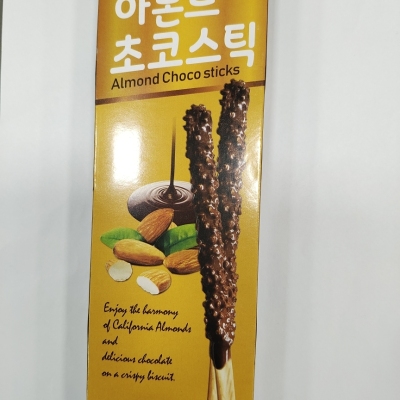 아몬드
초코스틱
Almond Choco sticks
Enjoy the harmony
of California Almonds
and
delicious chocolate
on a crispy biscuit.